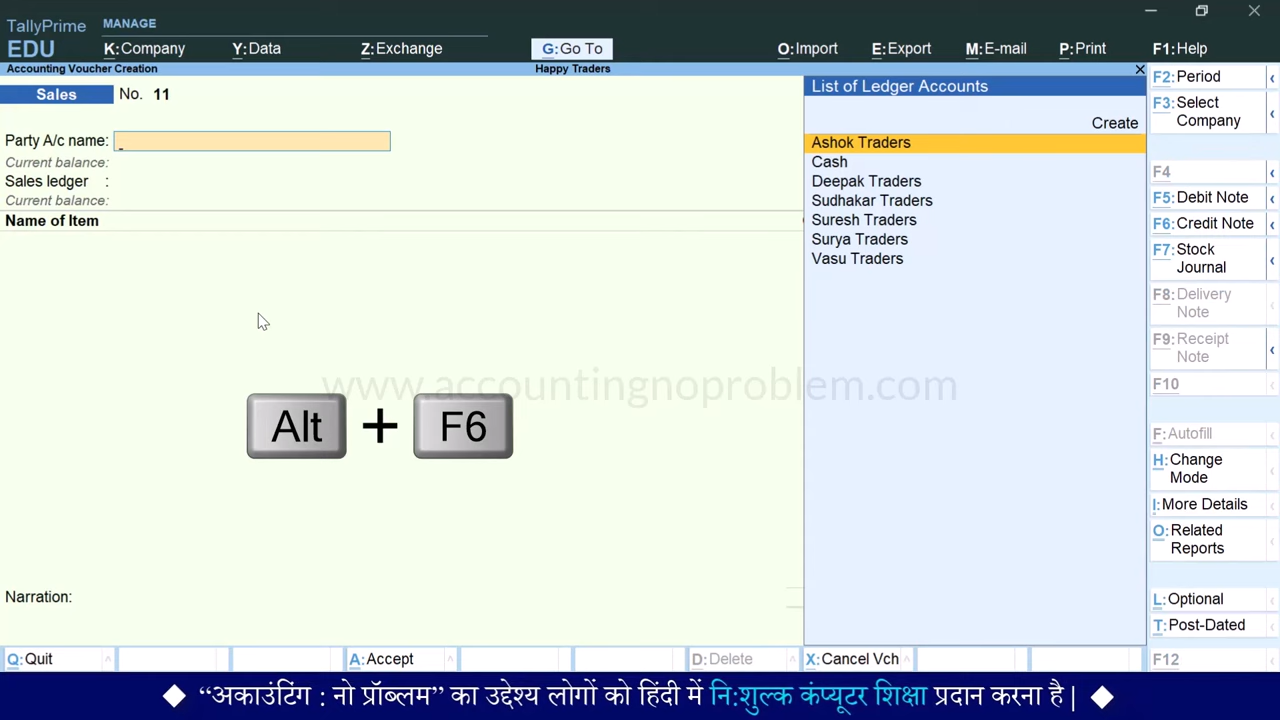 TallyPrime
EDU
MANAGE
K:Company Y:Data Z:Exchange G:Go To O:Import E:Export M:E-mail P:Print F1:Help
Accounting Voucher Creation Happy Traders
Sales No. 11
Party A/c name:
Current balance:
Sales ledger :
Current balance:
Name of Item
List of Ledger Accounts
Create
Ashok Traders
Cash
Deepak Traders
Sudhakar Traders
Suresh Traders
Surya Traders
Vasu Traders
www.accountingnoproblem.com
Alt + F6
Narration:
F2:Period
F3:Select
Company
F4
F5:Debit Note
F6:Credit Note
F7:Stock
Journal
F8:Delivery
Note
F9:Receipt
Note
F10
F:Autofill
H:Change
Mode
I:More Details
O:Related
Reports
L:Optional
T:Post-Dated
F12
Q:Quit A:Accept D:Delete X:Cancel Vch
“अकाउंटिंग : नो प्रॉब्लम” का उद्देश्य लोगों को हिंदी में नि:शुल्क कंप्यूटर शिक्षा प्रदान करना है |